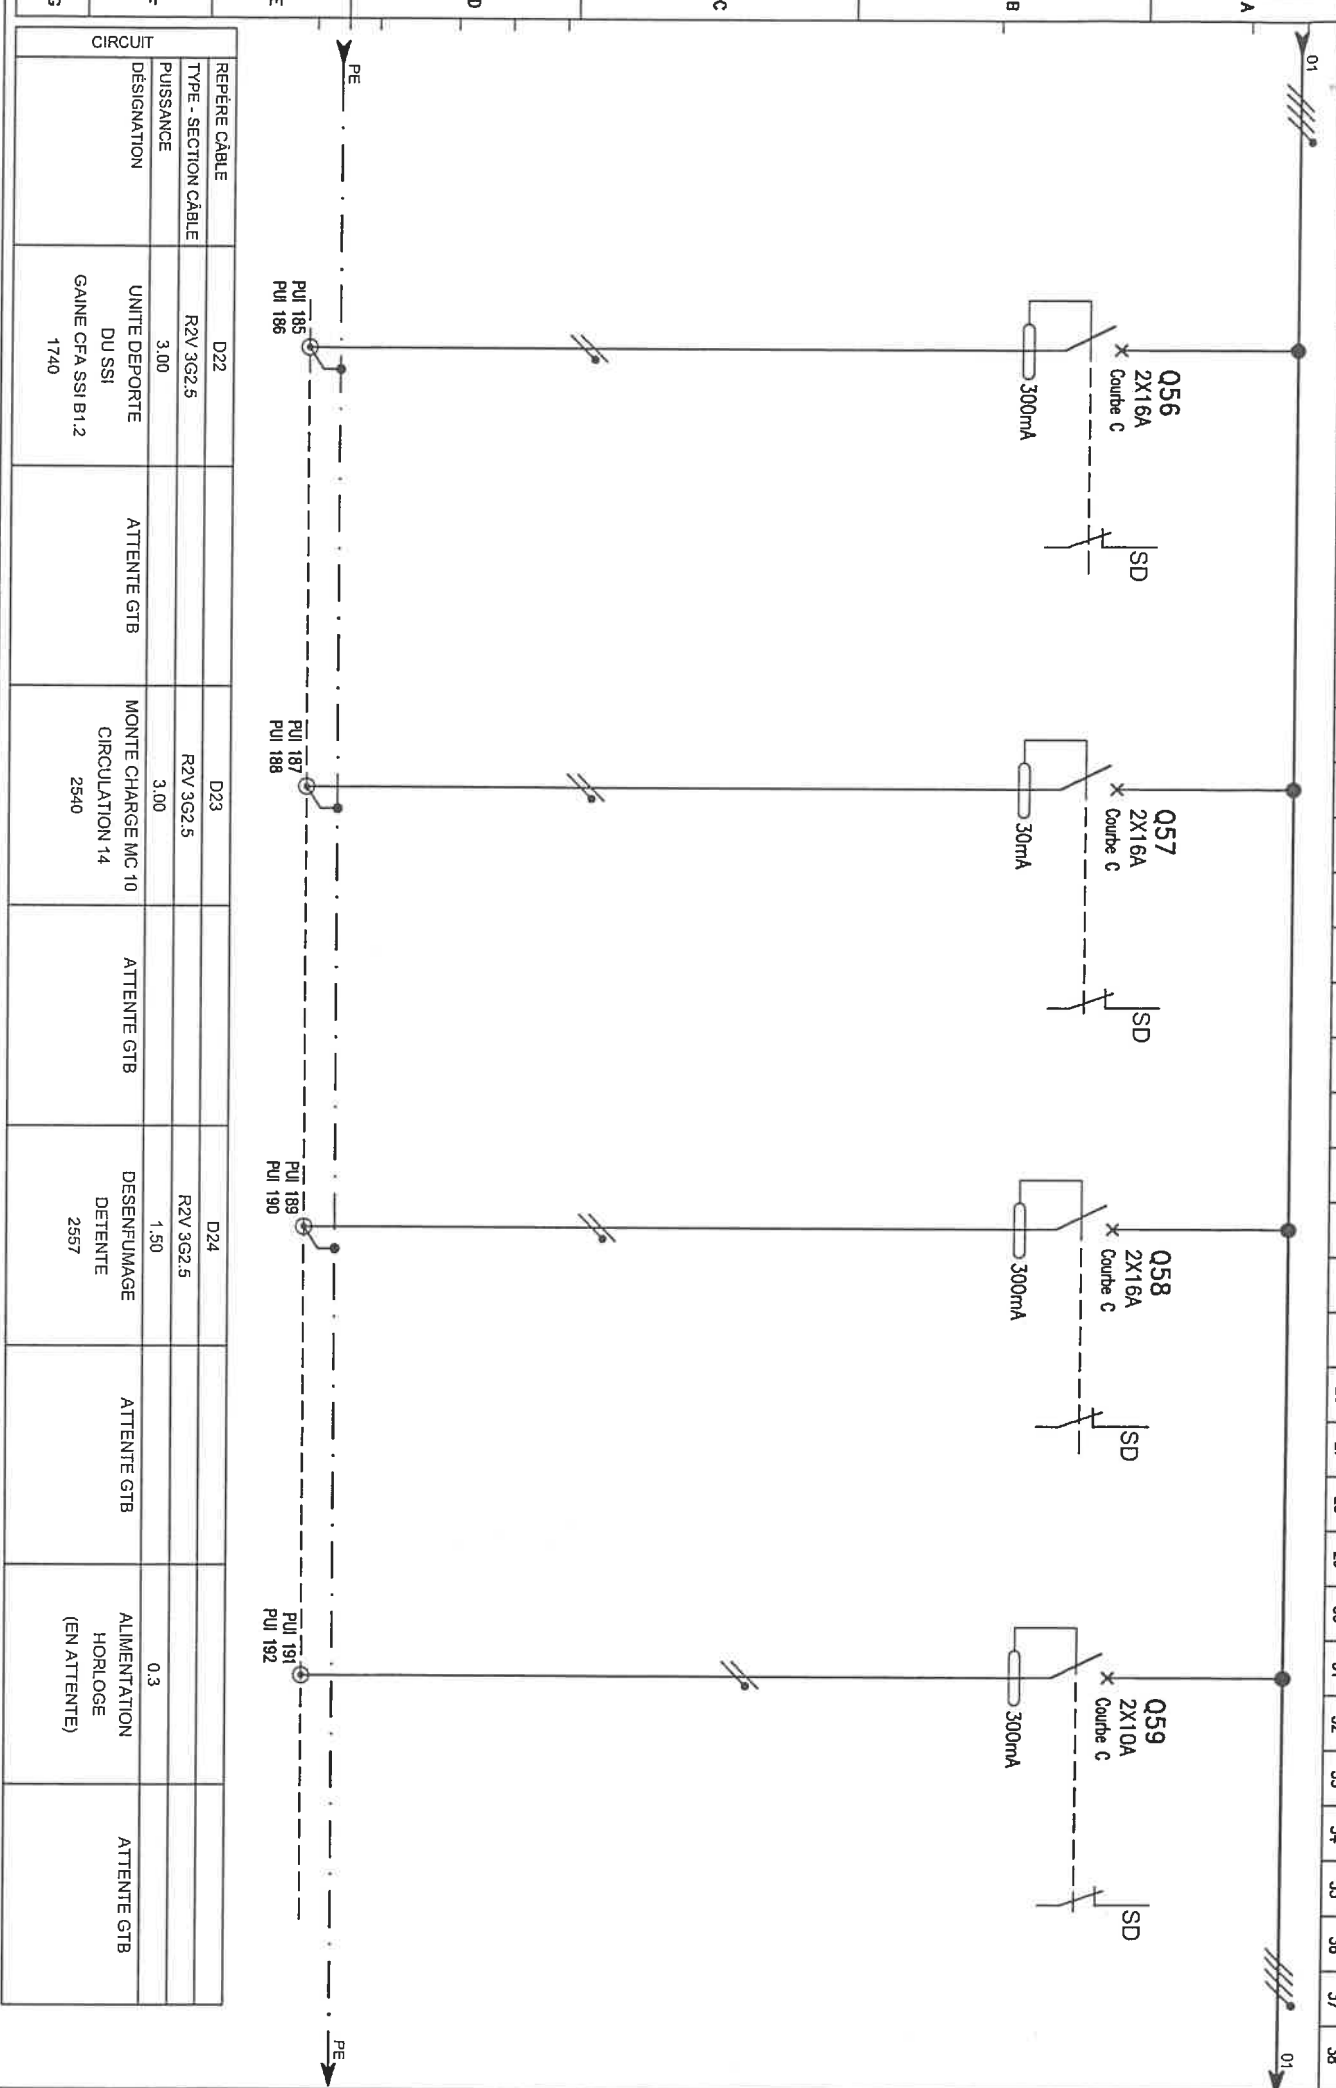 01
01
A
B
C
D
E
F
G
Q56
2X16A
Courbe C
300mA
SD
Q57
2X16A
Courbe C
30mA
SD
Q58
2X16A
Courbe C
300mA
SD
Q59
2X10A
Courbe C
300mA
SD
PE
PE
PUI 185
PUI 186
PUI 187
PUI 188
PUI 189
PUI 190
PUI 191
PUI 192
CIRCUIT
REPÈRE CÂBLE
D22
D23
D24
TYPE - SECTION CÂBLE
R2V 3G2.5
R2V 3G2.5
R2V 3G2.5
PUISSANCE
3.00
3.00
1.50
0.3
DÉSIGNATION
UNITE DEPORTE
DU SSI
GAINE CFA SSI B1.2
1740
ATTENTE GTB
MONTE CHARGE MC 10
CIRCULATION 14
2540
ATTENTE GTB
DESENFUMAGE
DETENTE
2557
ATTENTE GTB
ALIMENTATION
HORLOGE
(EN ATTENTE)
ATTENTE GTB